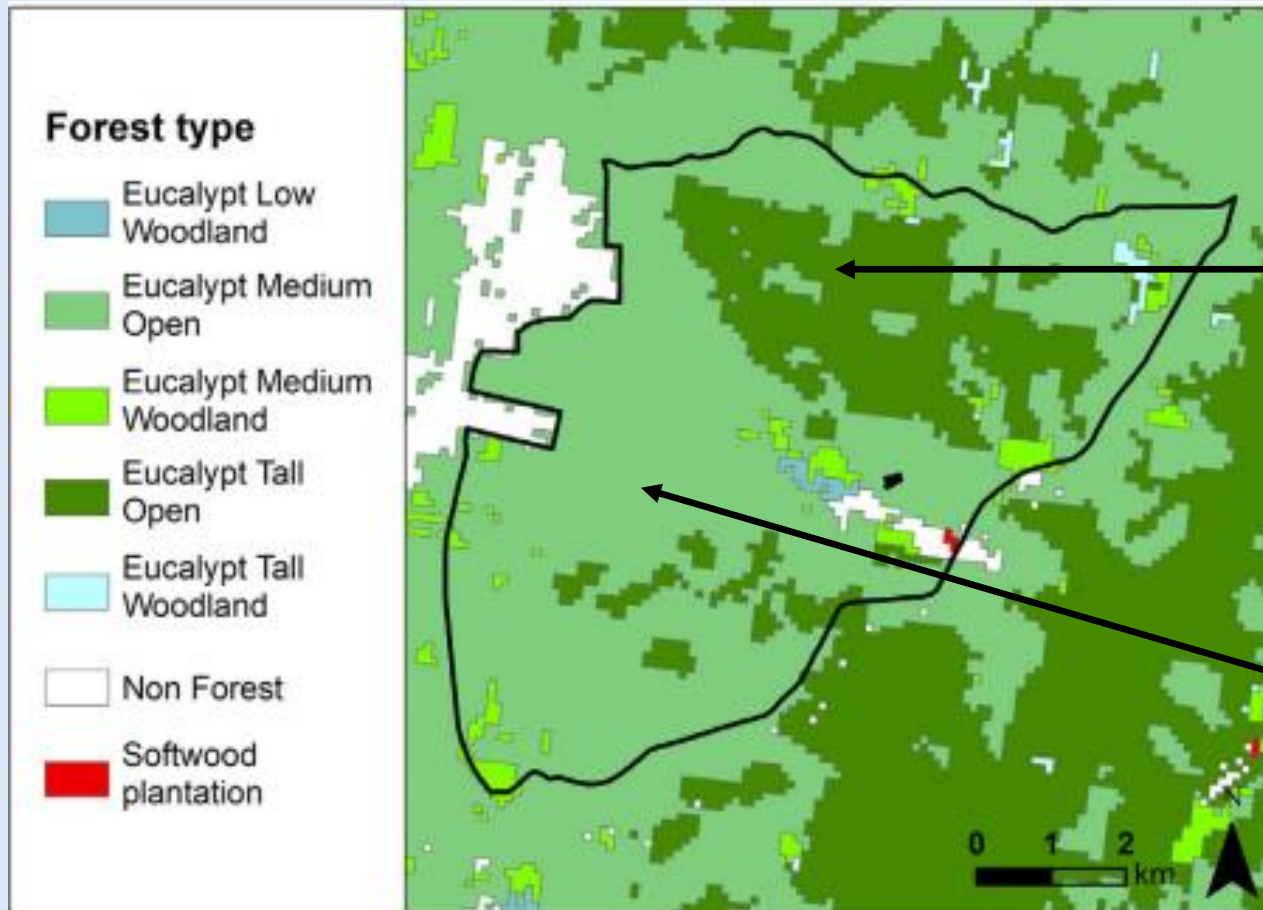 Forest type
Eucalypt Low
Woodland
Eucalypt Medium
Open
Eucalypt Medium
Woodland
Eucalypt Tall
Open
Eucalypt Tall
Woodland
Non Forest
Softwood
plantation
0 1 2
km